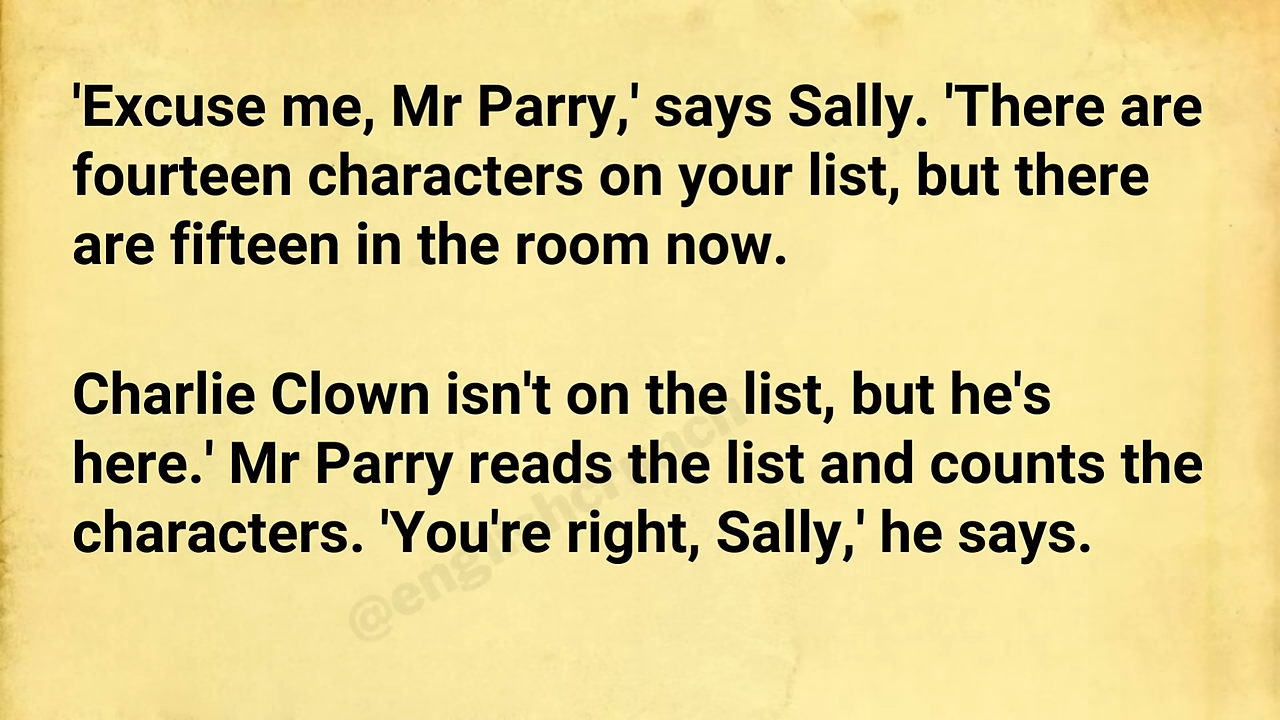 'Excuse me, Mr Parry,' says Sally. 'There are
fourteen characters on your list, but there
are fifteen in the room now.
Charlie Clown isn't on the list, but he's
here.' Mr Parry reads the list and counts the
characters. 'You're right, Sally,' he says.